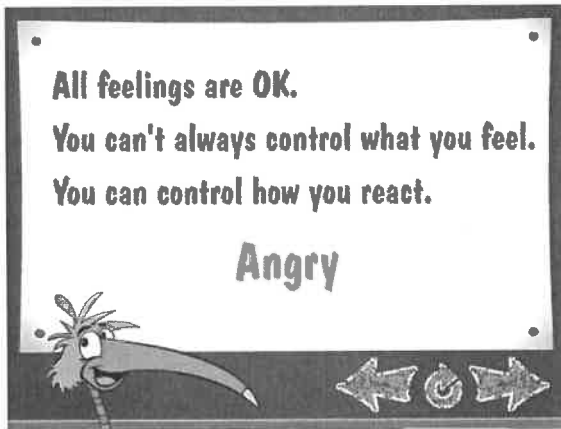 All feelings are OK.
You can't always control what you feel.
You can control how you react.
Angry